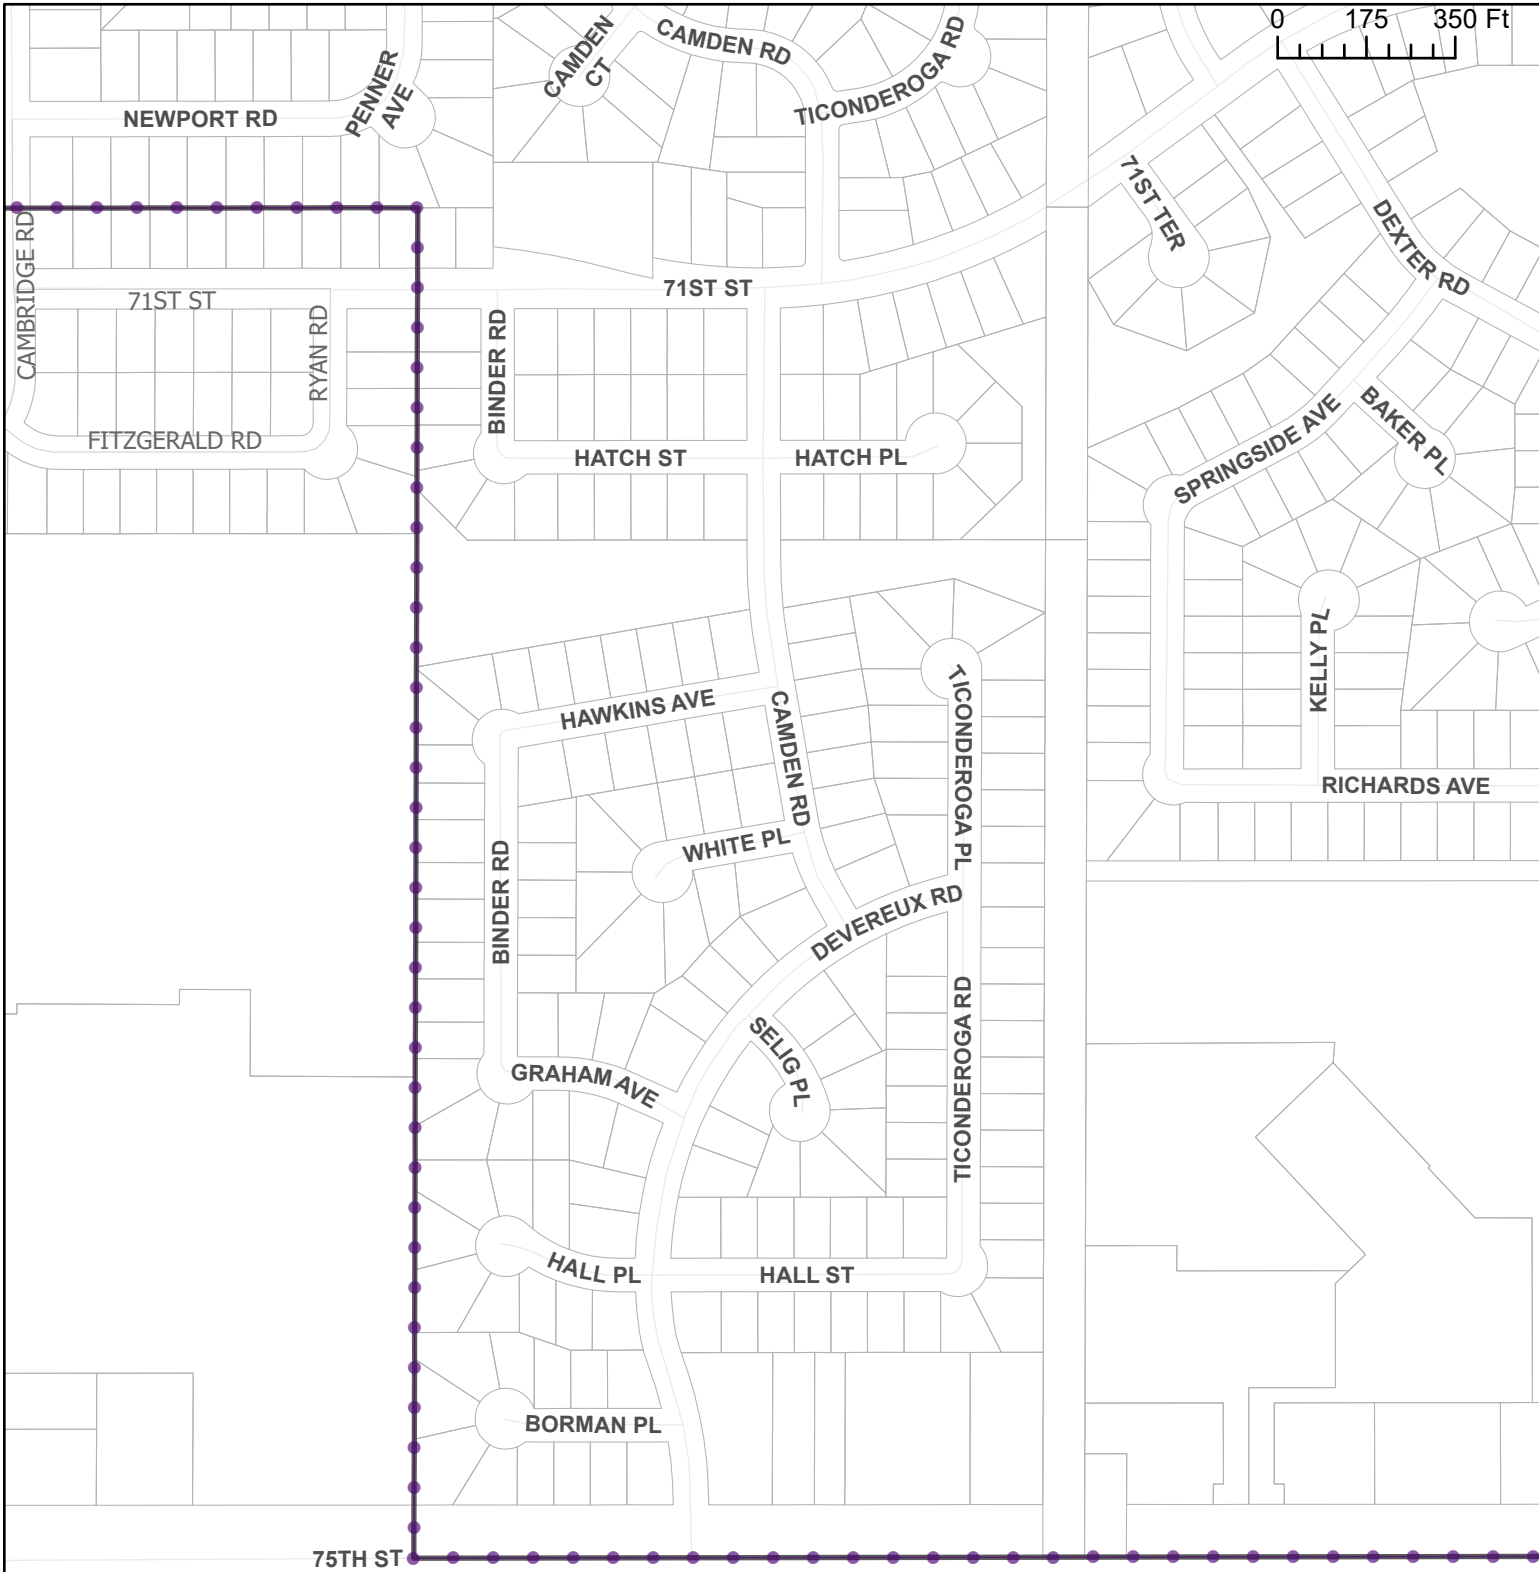 0 175 350 Ft
CAMDEN CT
CAMDEN RD
TICONDEROGA RD
PENNER AVE
NEWPORT RD
71ST TER
DEXTER RD
CAMBRIDGE RD
71ST ST
71ST ST
RYAN RD
BINDER RD
FITZGERALD RD
HATCH ST
HATCH PL
SPRINGSIDE AVE
BAKER PL
KELLY PL
HAWKINS AVE
CAMDEN RD
TICONDEROGA PL
RICHARDS AVE
WHITE PL
BINDER RD
DEVEREUX RD
SELIG PL
TICONDEROGA RD
GRAHAM AVE
HALL PL
HALL ST
BORMAN PL
75TH ST